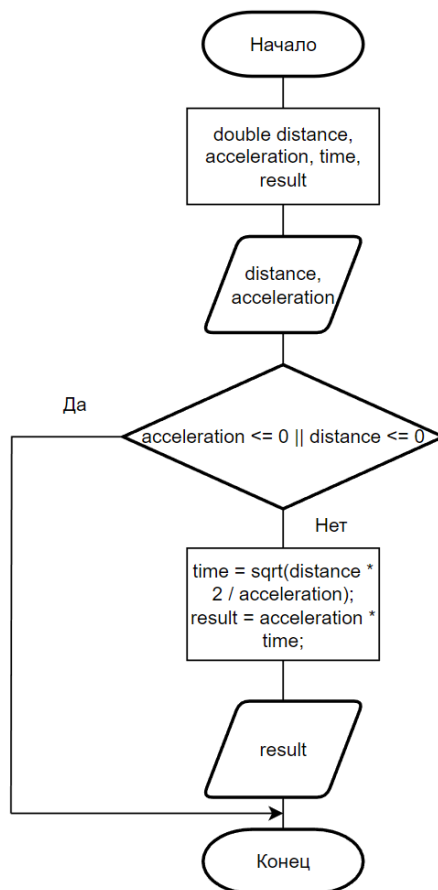 Начало
double distance,
acceleration, time,
result
distance,
acceleration
Да
acceleration <= 0 || distance <= 0
Нет
time = sqrt(distance *
2 / acceleration);
result = acceleration *
time;
result
Конец